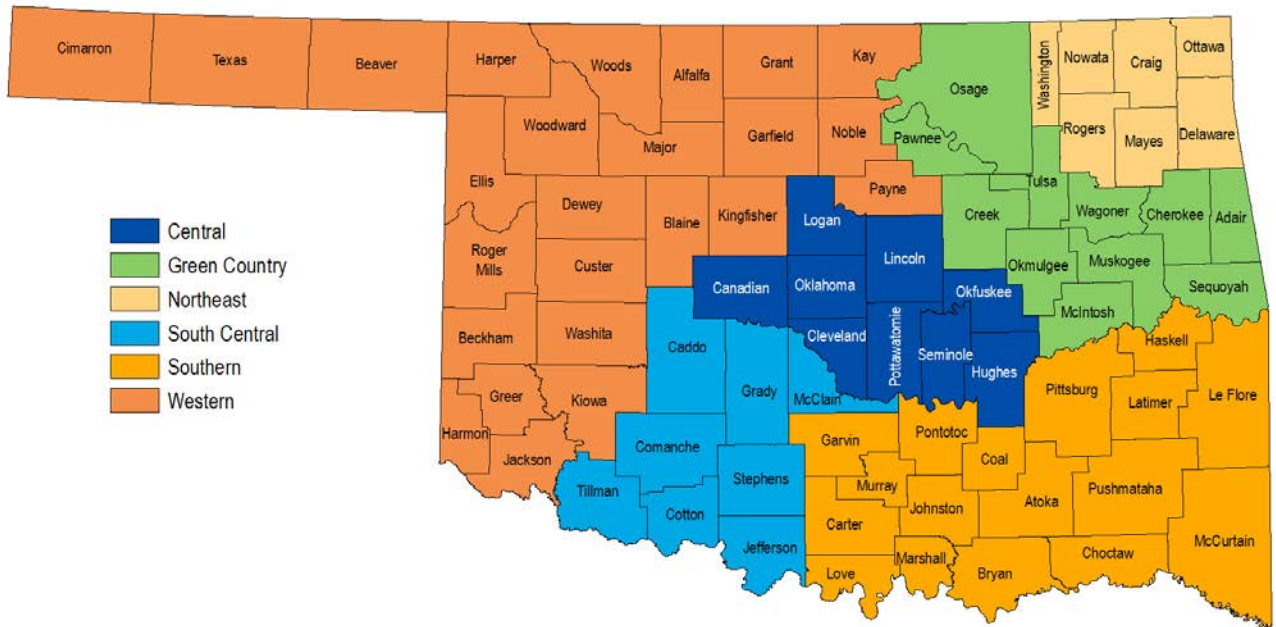 Cimarron
Texas
Beaver
Harper
Woods
Alfalfa
Grant
Kay
Osage
Washington
Nowata
Craig
Ottawa
Woodward
Major
Garfield
Noble
Pawnee
Rogers
Mayes
Delaware
Ellis
Dewey
Blaine
Kingfisher
Logan
Payne
Creek
Tulsa
Wagoner
Cherokee
Adair
Roger
Mills
Custer
Canadian
Oklahoma
Lincoln
Okfuskee
Okmulgee
Muskogee
Sequoyah
McIntosh
Beckham
Washita
Caddo
Grady
McClain
Cleveland
Pottawatomie
Seminole
Hughes
Pittsburg
Haskell
Latimer
Le Flore
Harmon
Greer
Kiowa
Jackson
Comanche
Tillman
Cotton
Stephens
Jefferson
Garvin
Pontotoc
Coal
Murray
Johnston
Atoka
Pushmataha
McCurtain
Carter
Love
Marshall
Bryan
Choctaw
Central
Green Country
Northeast
South Central
Southern
Western